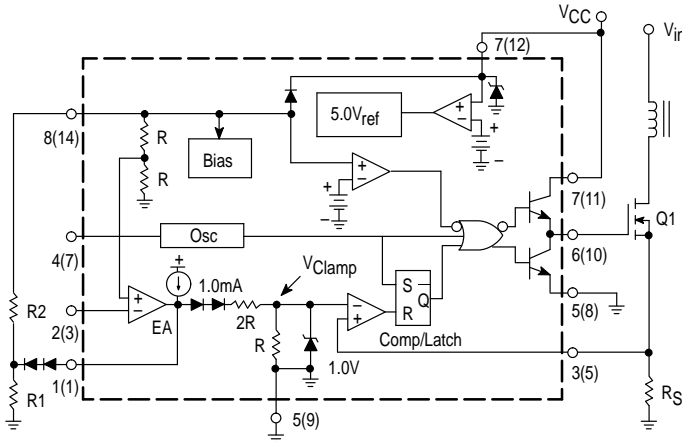 VCC
Vin
7(12)
5.0Vref
+
–
+
–
8(14)
R
R
Bias
+
–
+
–
7(11)
Q1
Osc
6(10)
4(7)
+
1.0mA
VClamp
S
Q
R
5(8)
+
–
EA
R2
2(3)
2R
–
+
Comp/Latch
R
1.0V
1(1)
3(5)
R1
RS
5(9)